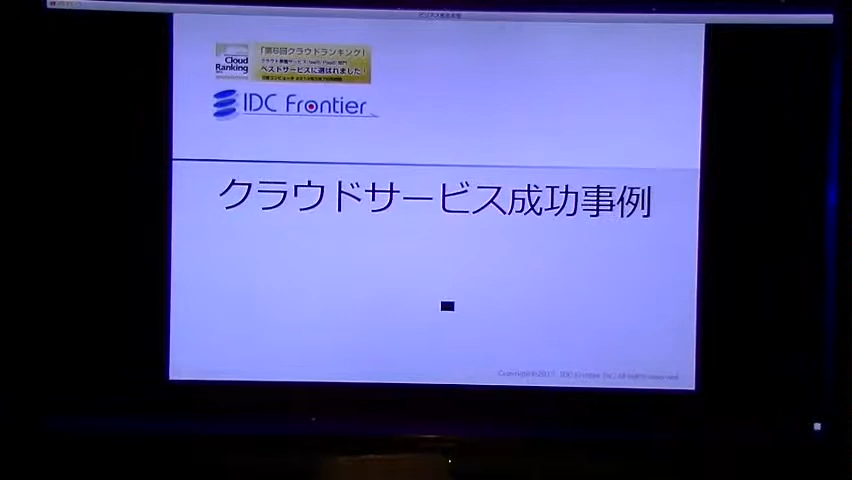 Cloud
Ranking
「第6回クラウドランキング」
ベストサービスに選ばれました!
IDC Frontier
クラウドサービス成功事例